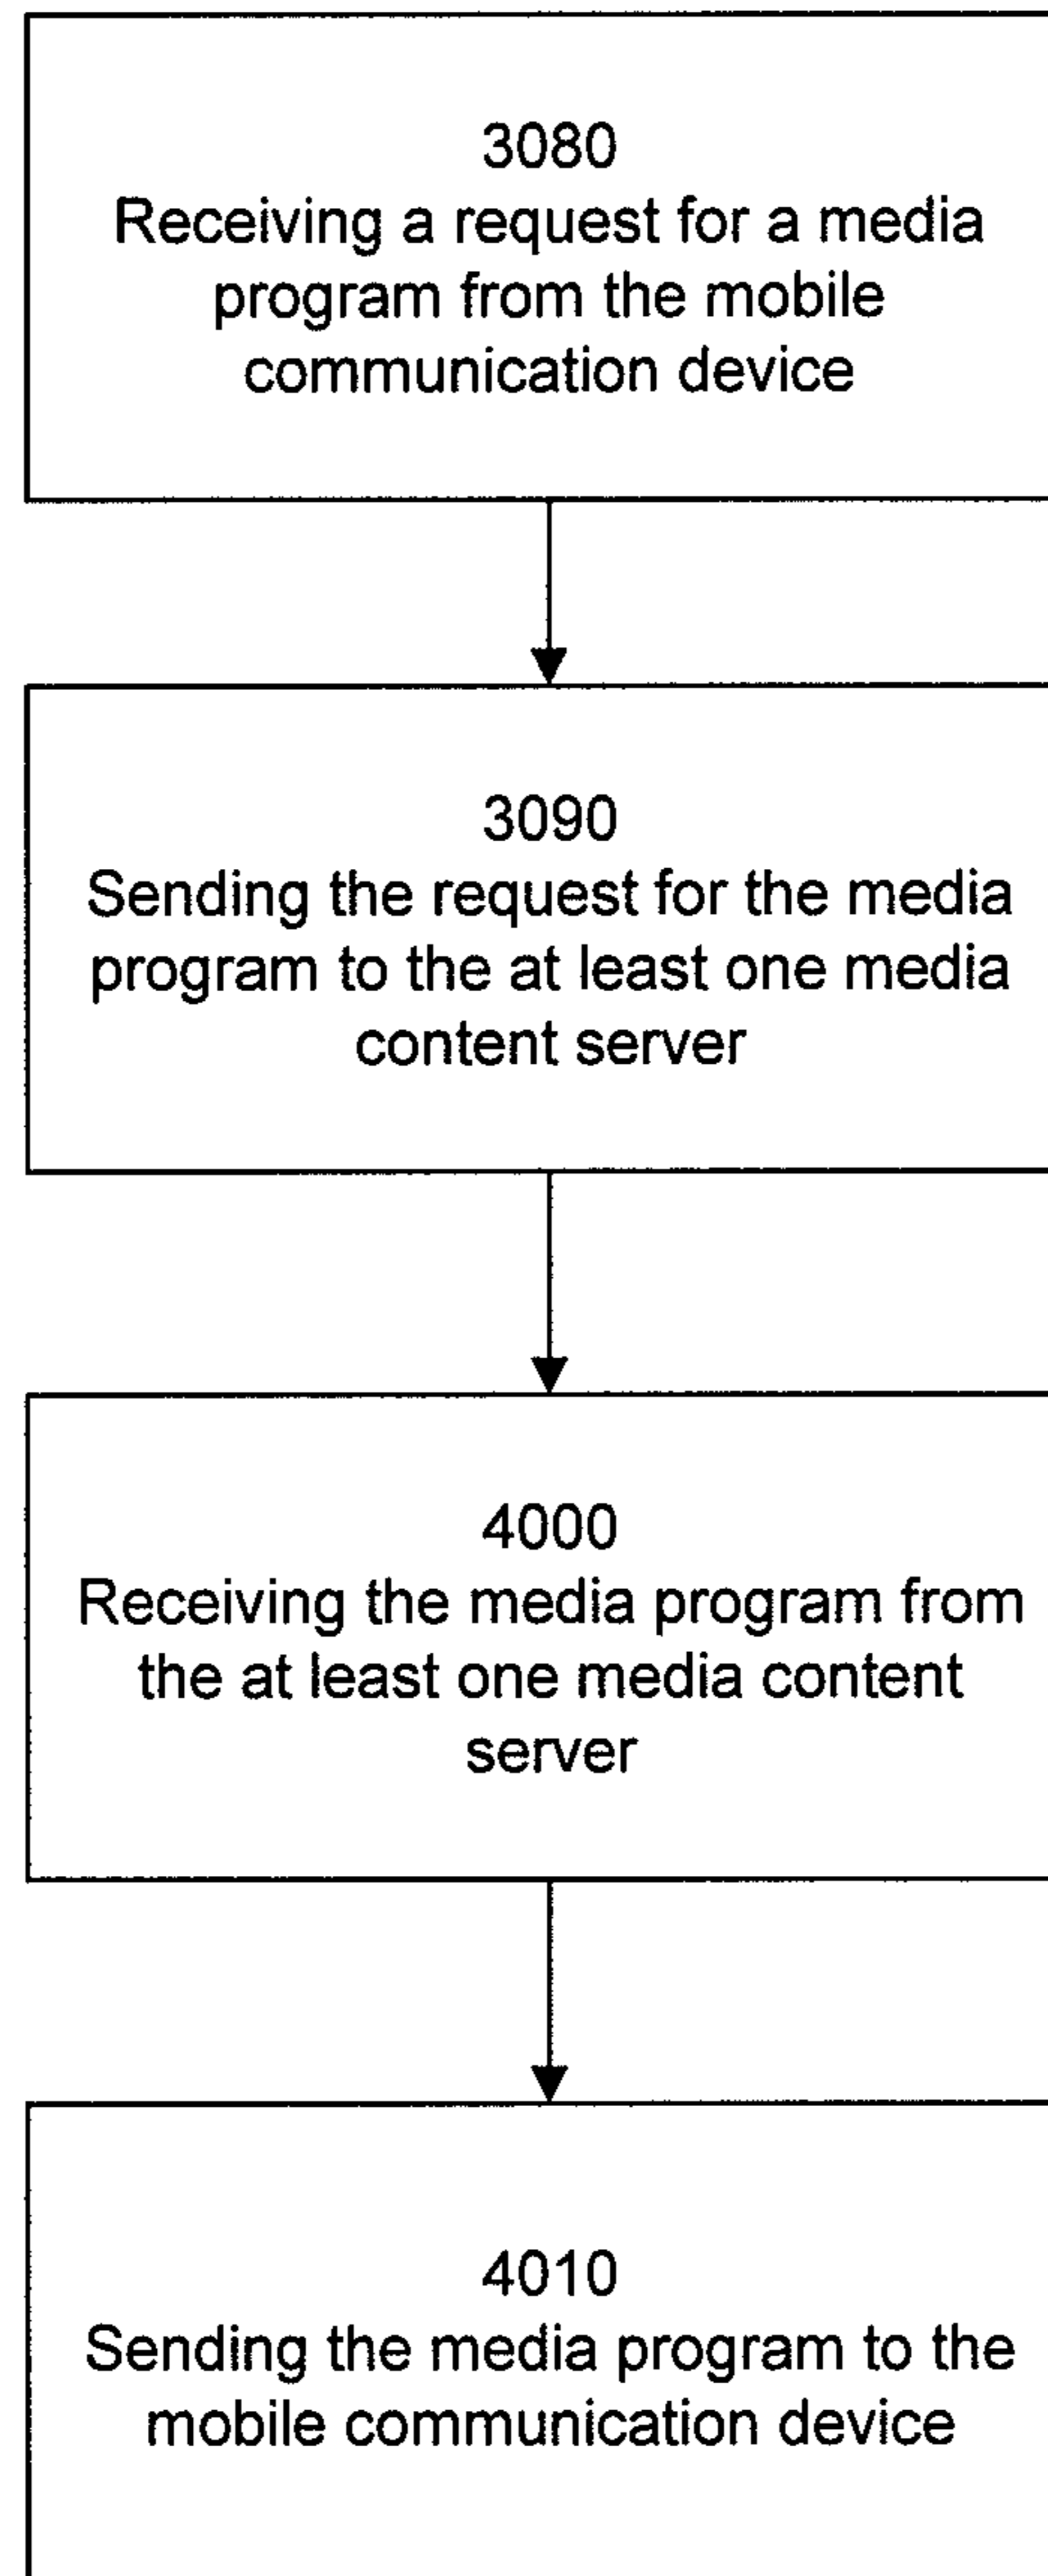 3080
Receiving a request for a media
program from the mobile
communication device
3090
Sending the request for the media
program to the at least one media
content server
4000
Receiving the media program from
the at least one media content
server
4010
Sending the media program to the
mobile communication device